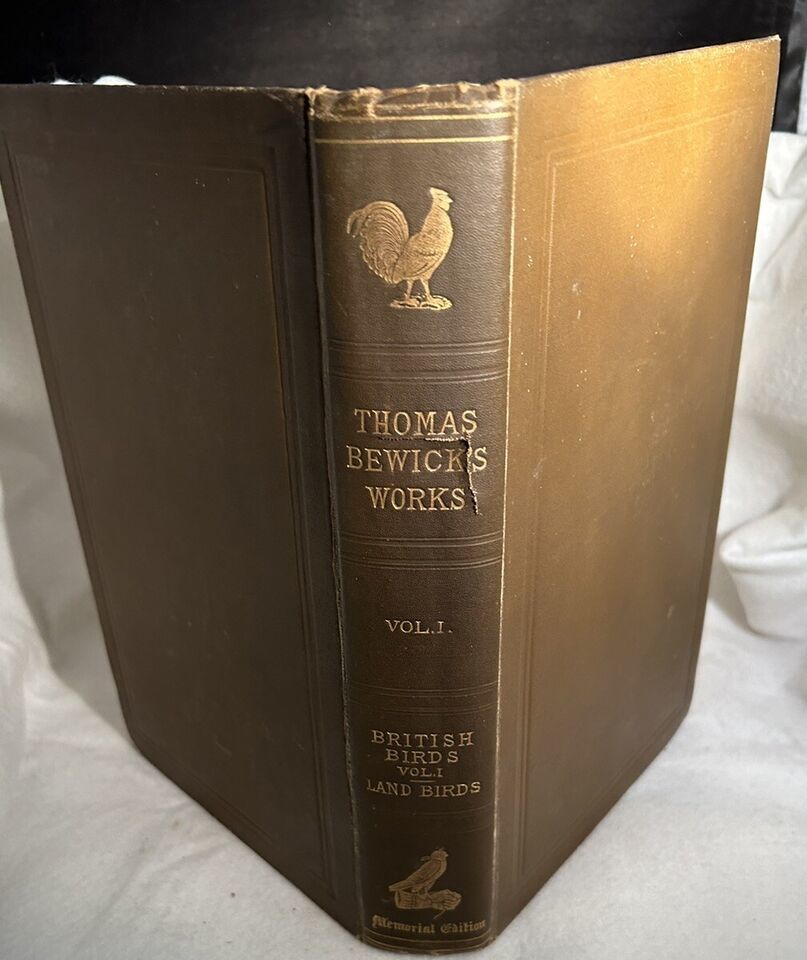 THOMAS
BEWICK'S
WORKS
VOL. I.
BRITISH
BIRDS
VOL. I
LAND BIRDS
Memorial Edition